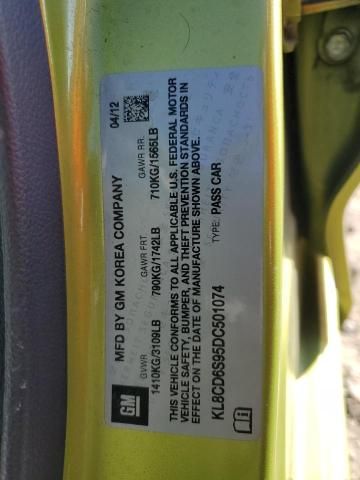 GM
MFD BY GM KOREA COMPANY 04/12
GVWR GAWR FRT GAWR RR.
1410KG/3109LB 790KG/1742LB 710KG/1565LB
THIS VEHICLE CONFORMS TO ALL APPLICABLE U.S. FEDERAL MOTOR
VEHICLE SAFETY, BUMPER, AND THEFT PREVENTION STANDARDS IN
EFFECT ON THE DATE OF MANUFACTURE SHOWN ABOVE.
KL8CD6S95DC501074 TYPE: PASS CAR